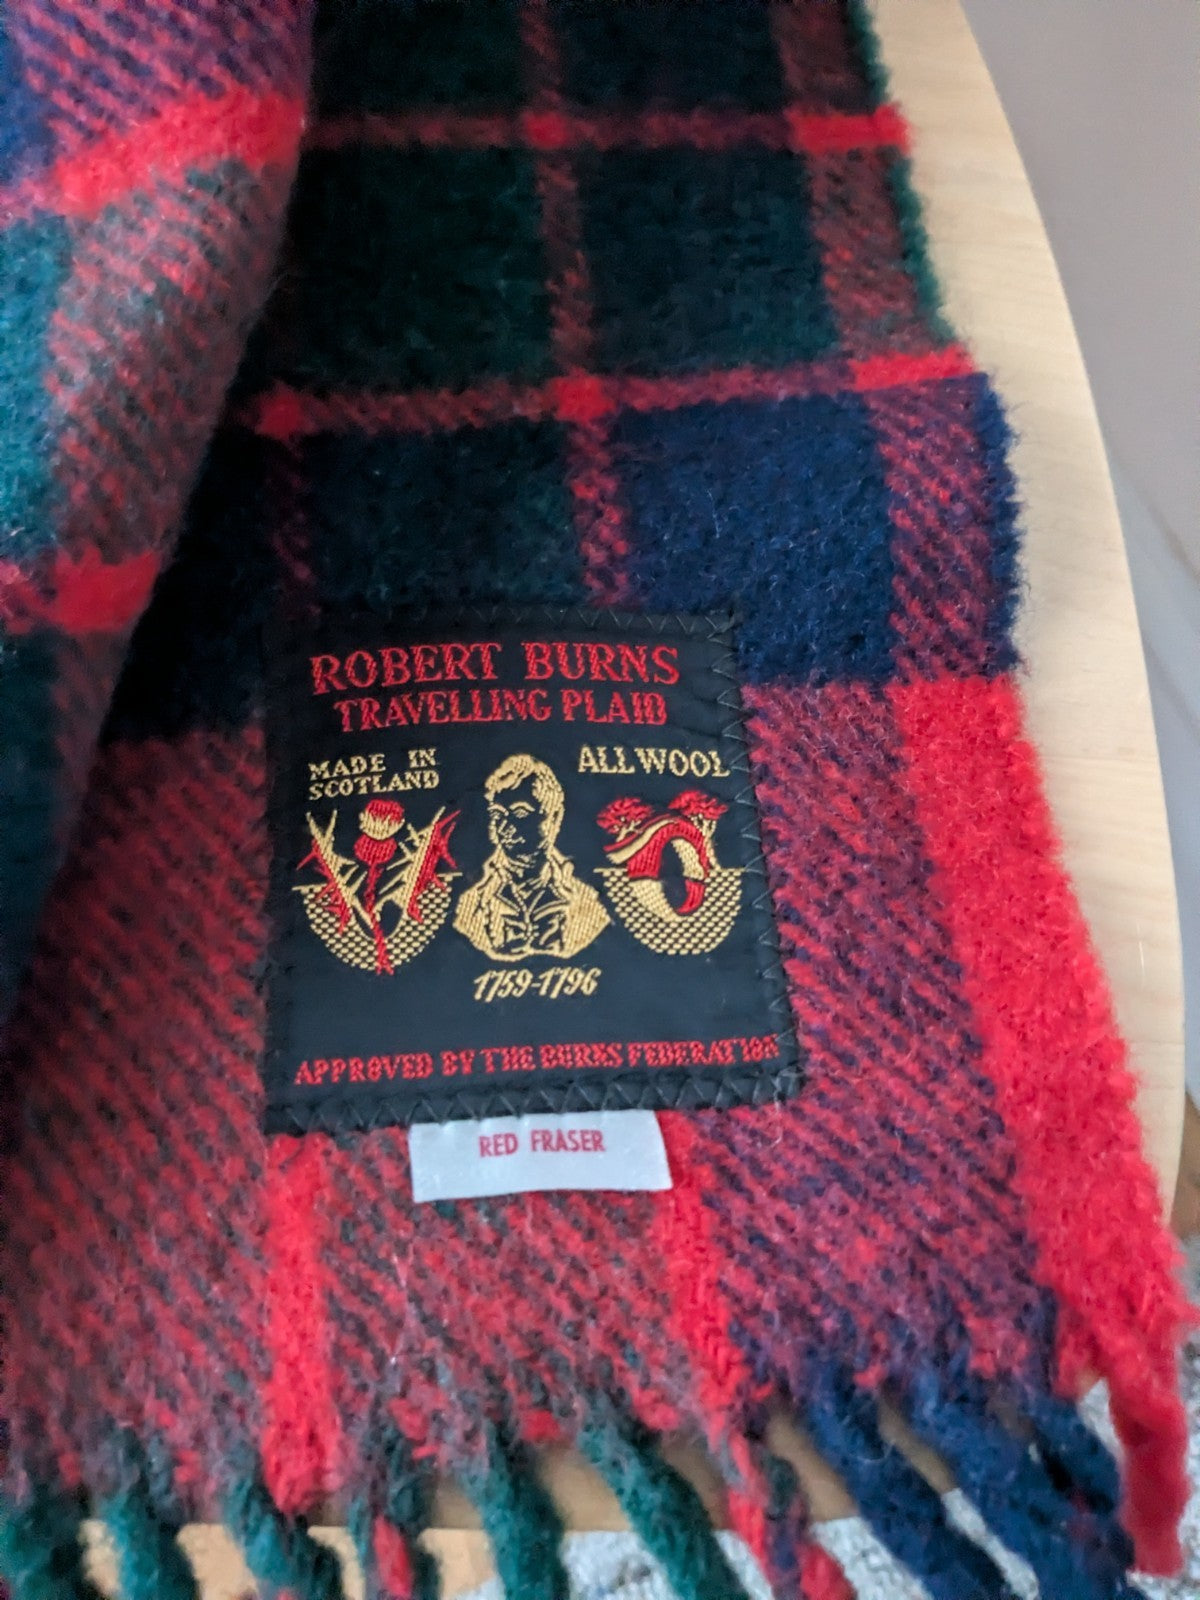 ROBERT BURNS
TRAVELLING PLAID
MADE IN
SCOTLAND
ALL WOOL
1759-1796
APPROVED BY THE BURNS FEDERATION
RED FRASER